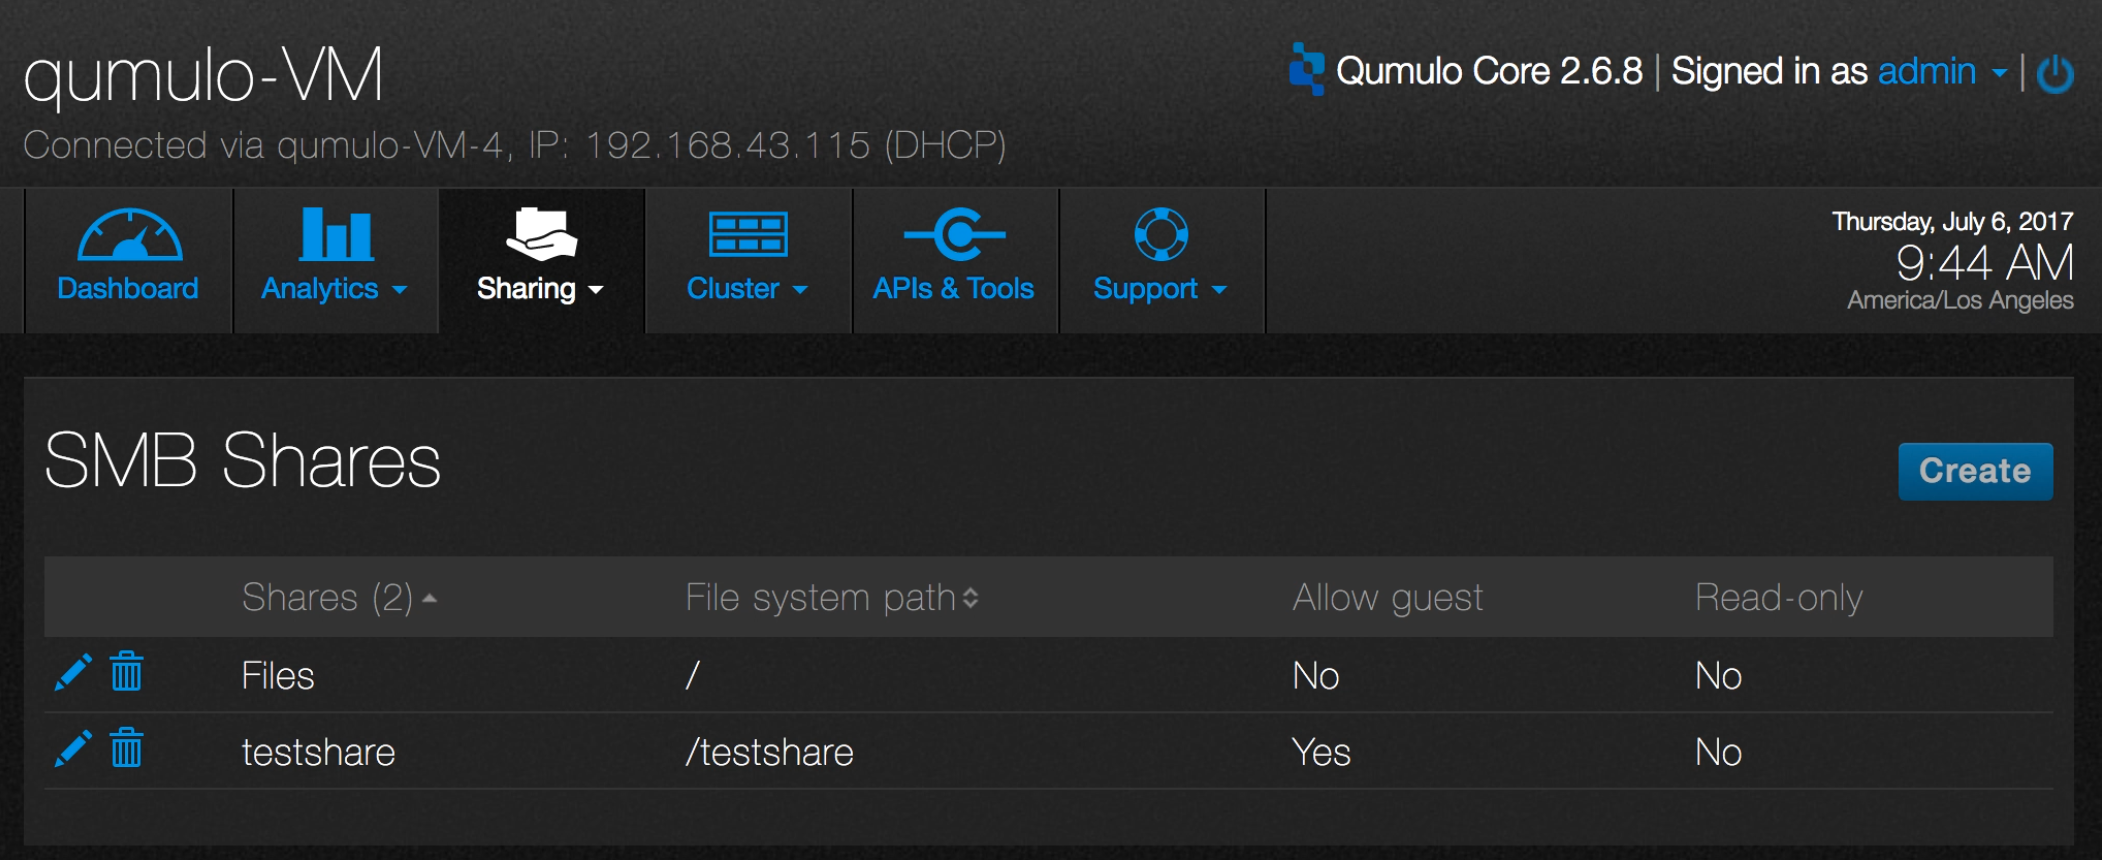 qumulo-VM
Qumulo Core 2.6.8 | Signed in as admin |
Connected via qumulo-VM-4, IP: 192.168.43.115 (DHCP)
Dashboard Analytics Sharing Cluster APIs & Tools Support
Thursday, July 6, 2017
9:44 AM
America/Los Angeles
SMB Shares
Create
Shares (2) File system path Allow guest Read-only
Files / No No
testshare /testshare Yes No